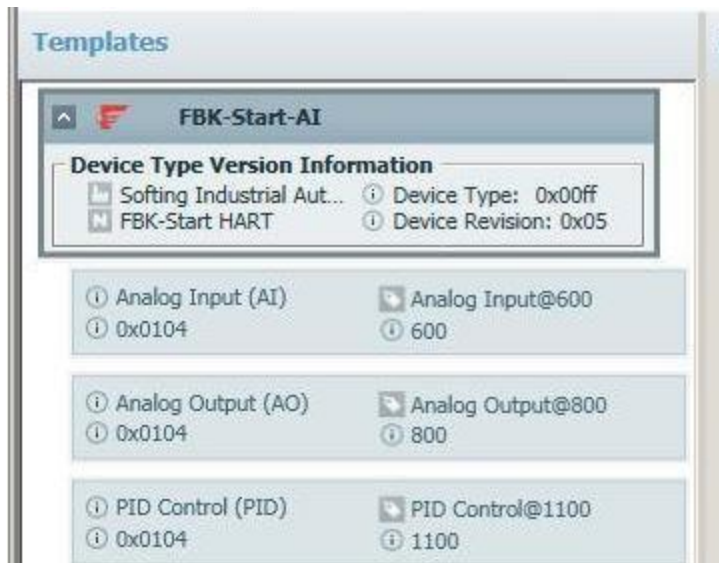 Templates
FBK-Start-AI
Device Type Version Information
Softing Industrial Aut... Device Type: 0x00ff
FBK-Start HART Device Revision: 0x05
Analog Input (AI) Analog Input@600
0x0104 600
Analog Output (AO) Analog Output@800
0x0104 800
PID Control (PID) PID Control@1100
0x0104 1100